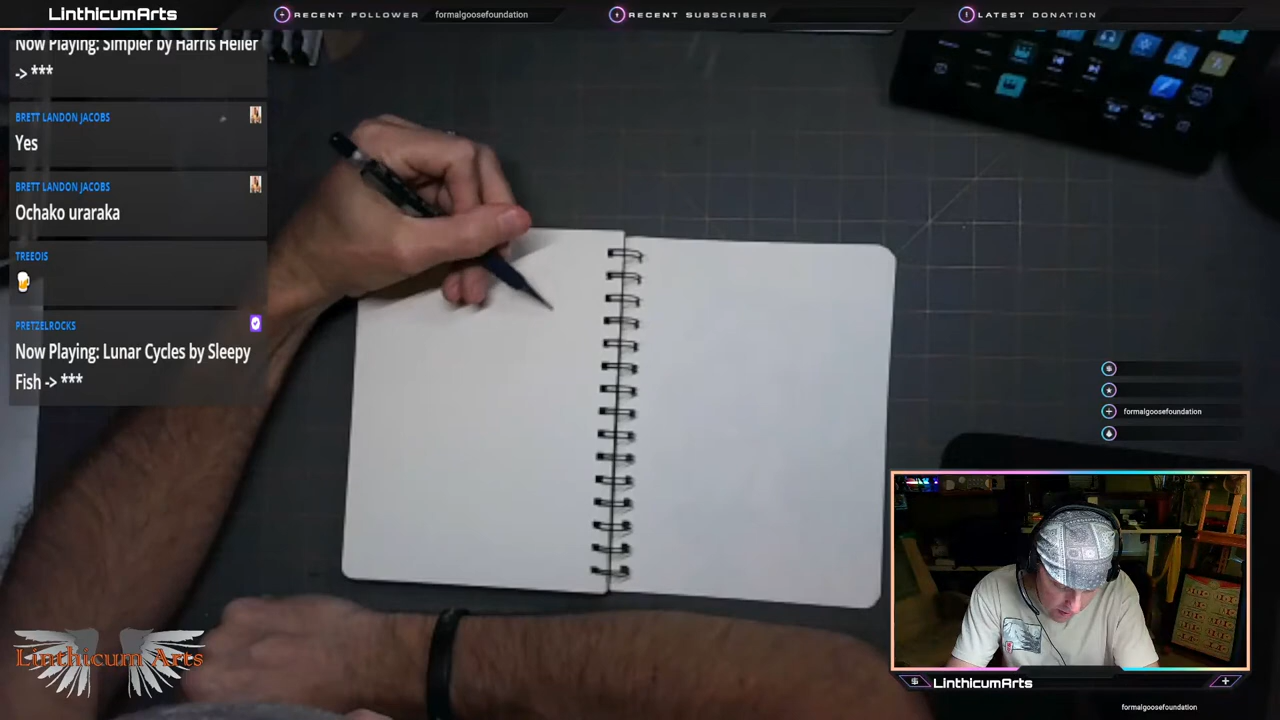 LinthicumArts
RECENT FOLLOWER formalgoosefoundation
RECENT SUBSCRIBER
LATEST DONATION
Now Playing: Simpler by Harris Heller
-> ***
BRETT LANDON JACOBS
Yes
BRETT LANDON JACOBS
Ochako uraraka
TREEOIS
PRETZELROCKS
Now Playing: Lunar Cycles by Sleepy
Fish -> ***
formalgoosefoundation
Linthicum Arts
LinthicumArts
formalgoosefoundation